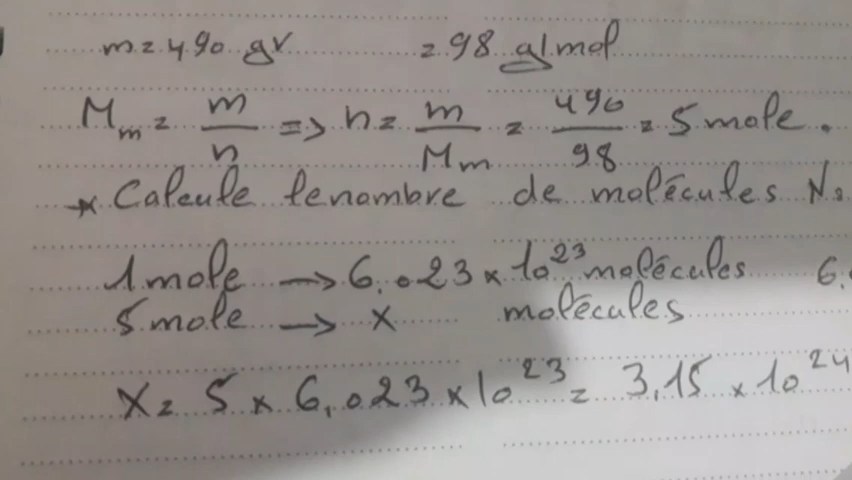 m = 490 gr = 98 g/mol
Mm = m/n => n = m/Mm = 490/98 = 5 mole.
* Calcule le nombre de molécules N.
1 mole → 6,023 x 10^23 molécules 6.
5 mole → x molécules
X = 5 x 6,023 x 10^23 = 3,15 x 10^24